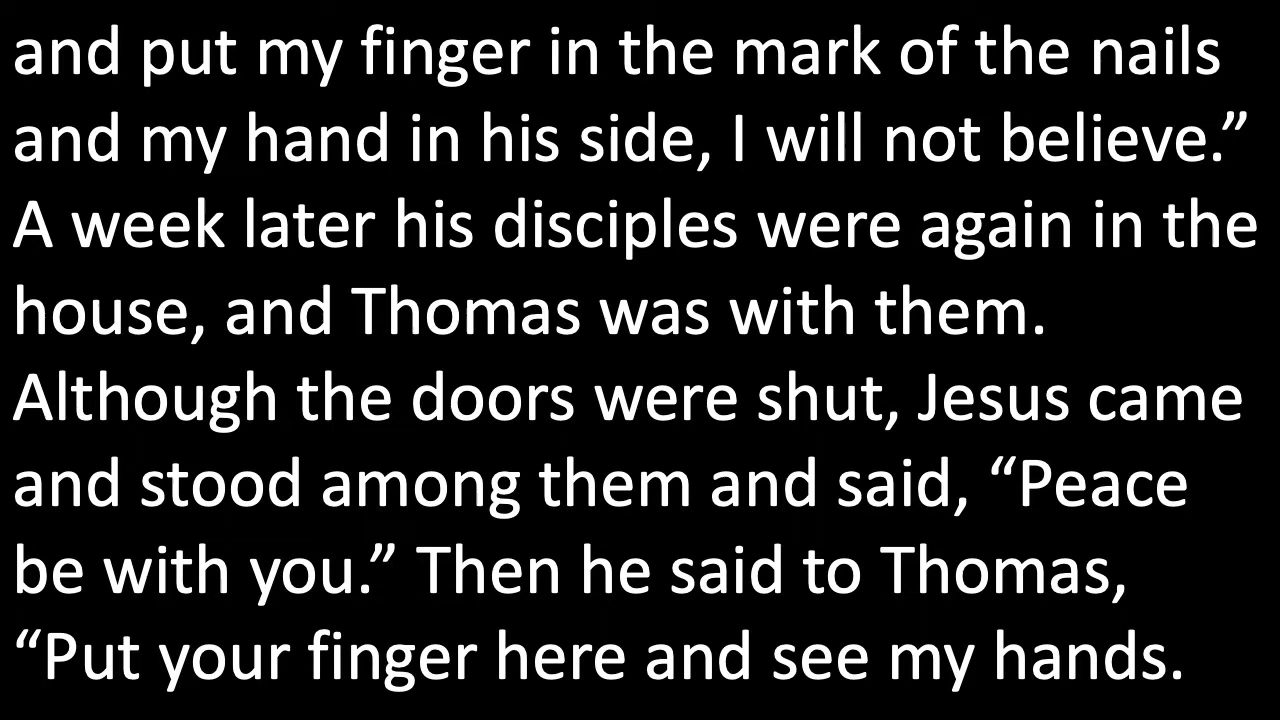 and put my finger in the mark of the nails
and my hand in his side, I will not believe.”
A week later his disciples were again in the
house, and Thomas was with them.
Although the doors were shut, Jesus came
and stood among them and said, “Peace
be with you.” Then he said to Thomas,
“Put your finger here and see my hands.